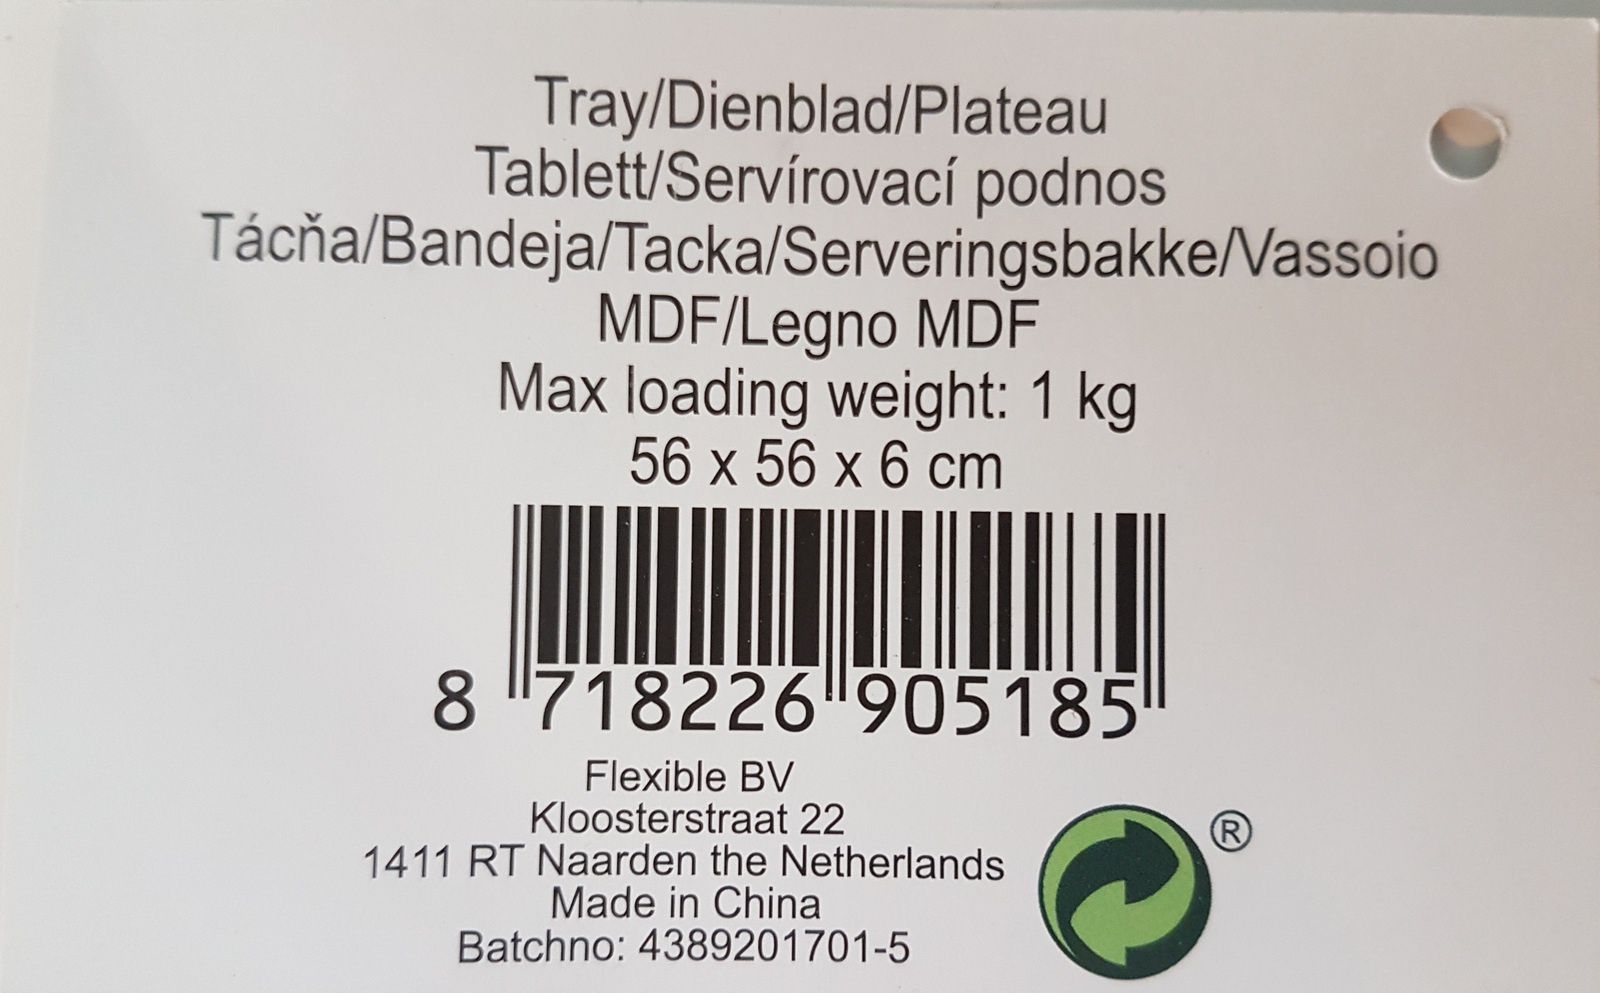 Tray/Dienblad/Plateau
Tablett/Servírovací podnos
Tácňa/Bandeja/Tacka/Serveringsbakke/Vassoio
MDF/Legno MDF
Max loading weight: 1 kg
56 x 56 x 6 cm
8 718226 905185
Flexible BV
Kloosterstraat 22
1411 RT Naarden the Netherlands
Made in China
Batchno: 4389201701-5
®